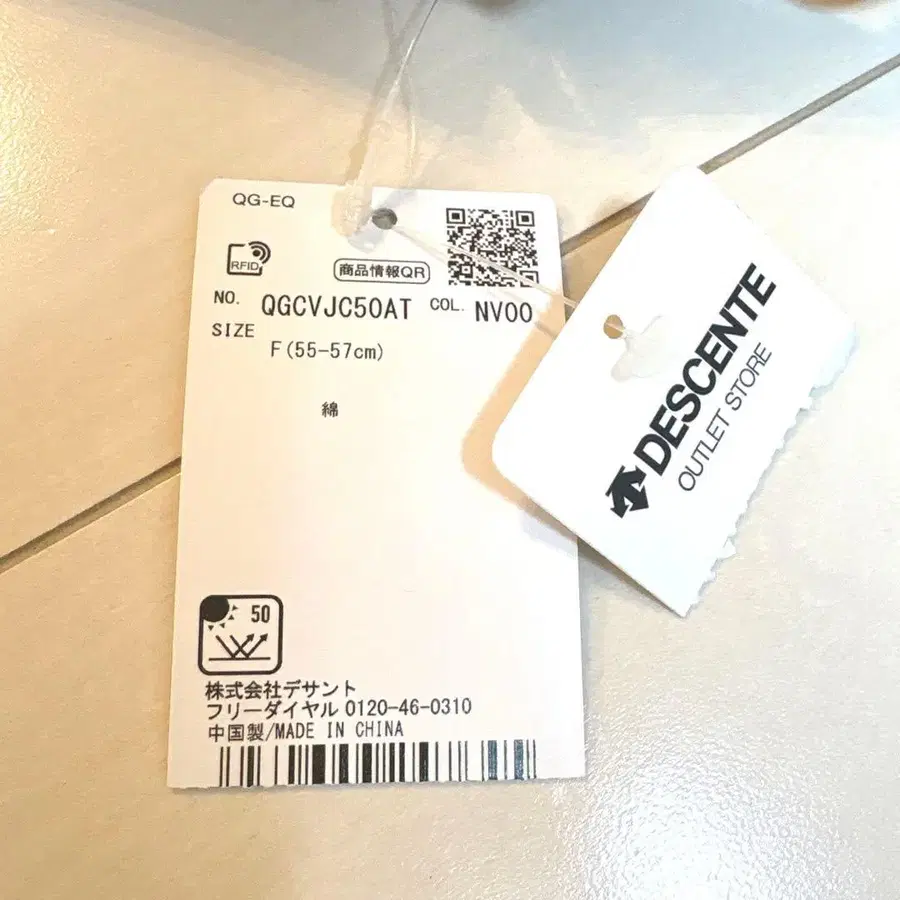 QG-EQ
RFID
商品情報QR
NO. QGCVJC50AT COL. NV00
SIZE
F(55-57cm)
綿
50
株式会社デサント
フリーダイヤル 0120-46-0310
中国製/MADE IN CHINA
DESCENTE
OUTLET STORE